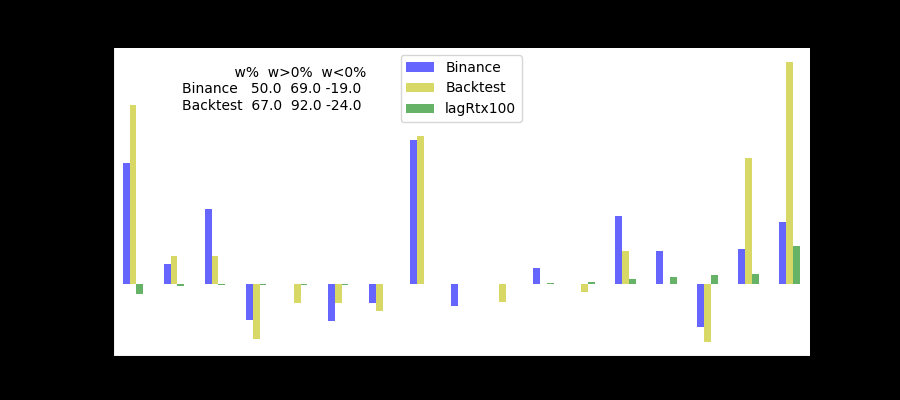 w%  w>0%  w<0%
Binance   50.0  69.0 -19.0
Backtest  67.0  92.0 -24.0
Binance
Backtest
lagRtx100